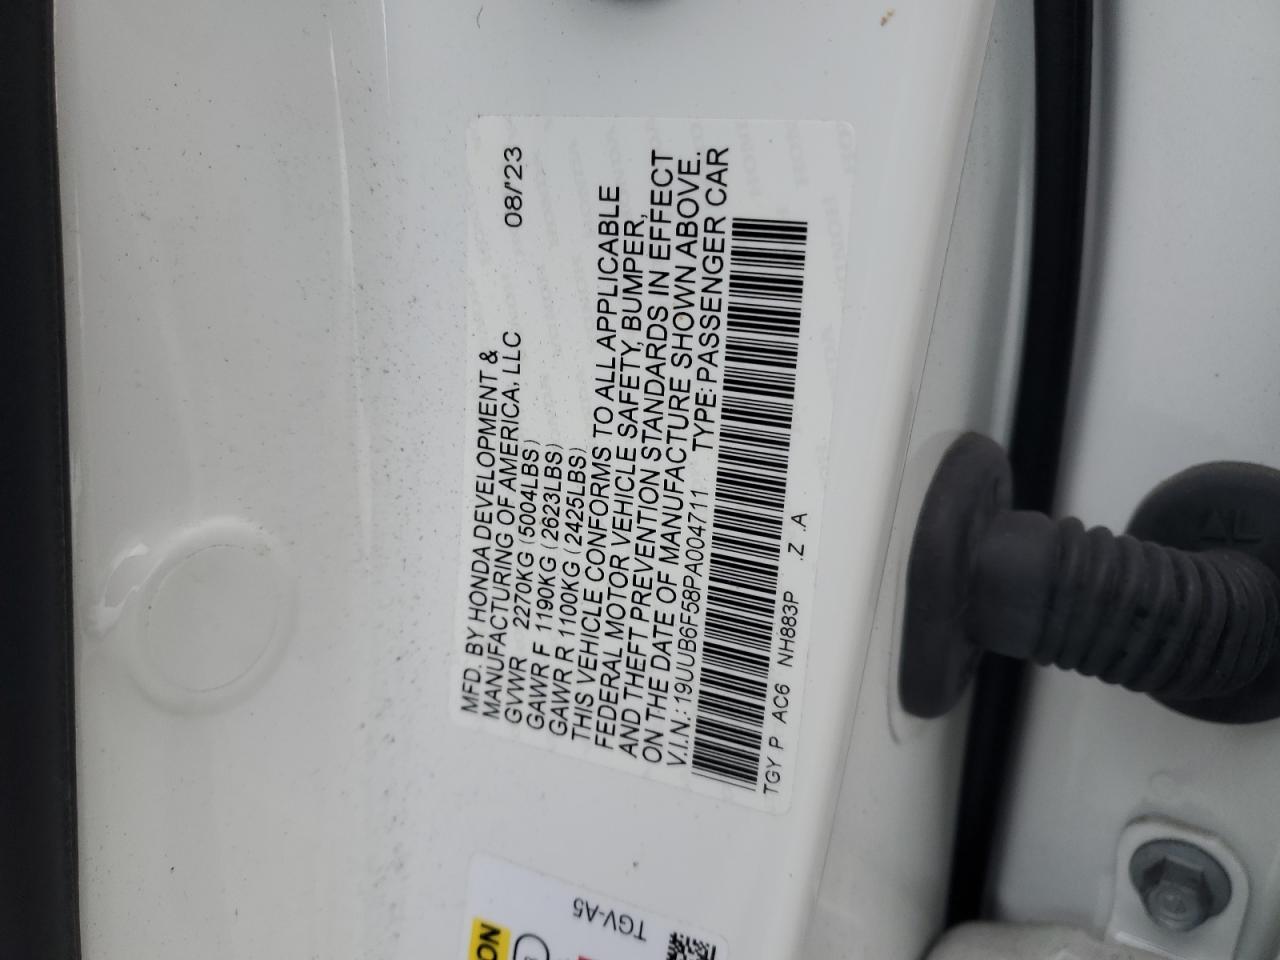 MFD. BY HONDA DEVELOPMENT &
MANUFACTURING OF AMERICA, LLC 08/'23
GVWR 2270KG (5004LBS)
GAWR F 1190KG (2623LBS)
GAWR R 1100KG (2425LBS)
THIS VEHICLE CONFORMS TO ALL APPLICABLE
FEDERAL MOTOR VEHICLE SAFETY, BUMPER,
AND THEFT PREVENTION STANDARDS IN EFFECT
ON THE DATE OF MANUFACTURE SHOWN ABOVE.
V.I.N.: 19UUB6F58PA004711 TYPE: PASSENGER CAR
TGY P AC6 NH883P .Z .A
TGV-A5